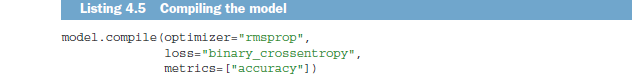 Listing 4.5 Compiling the model
model.compile(optimizer="rmsprop",
              loss="binary_crossentropy",
              metrics=["accuracy"])